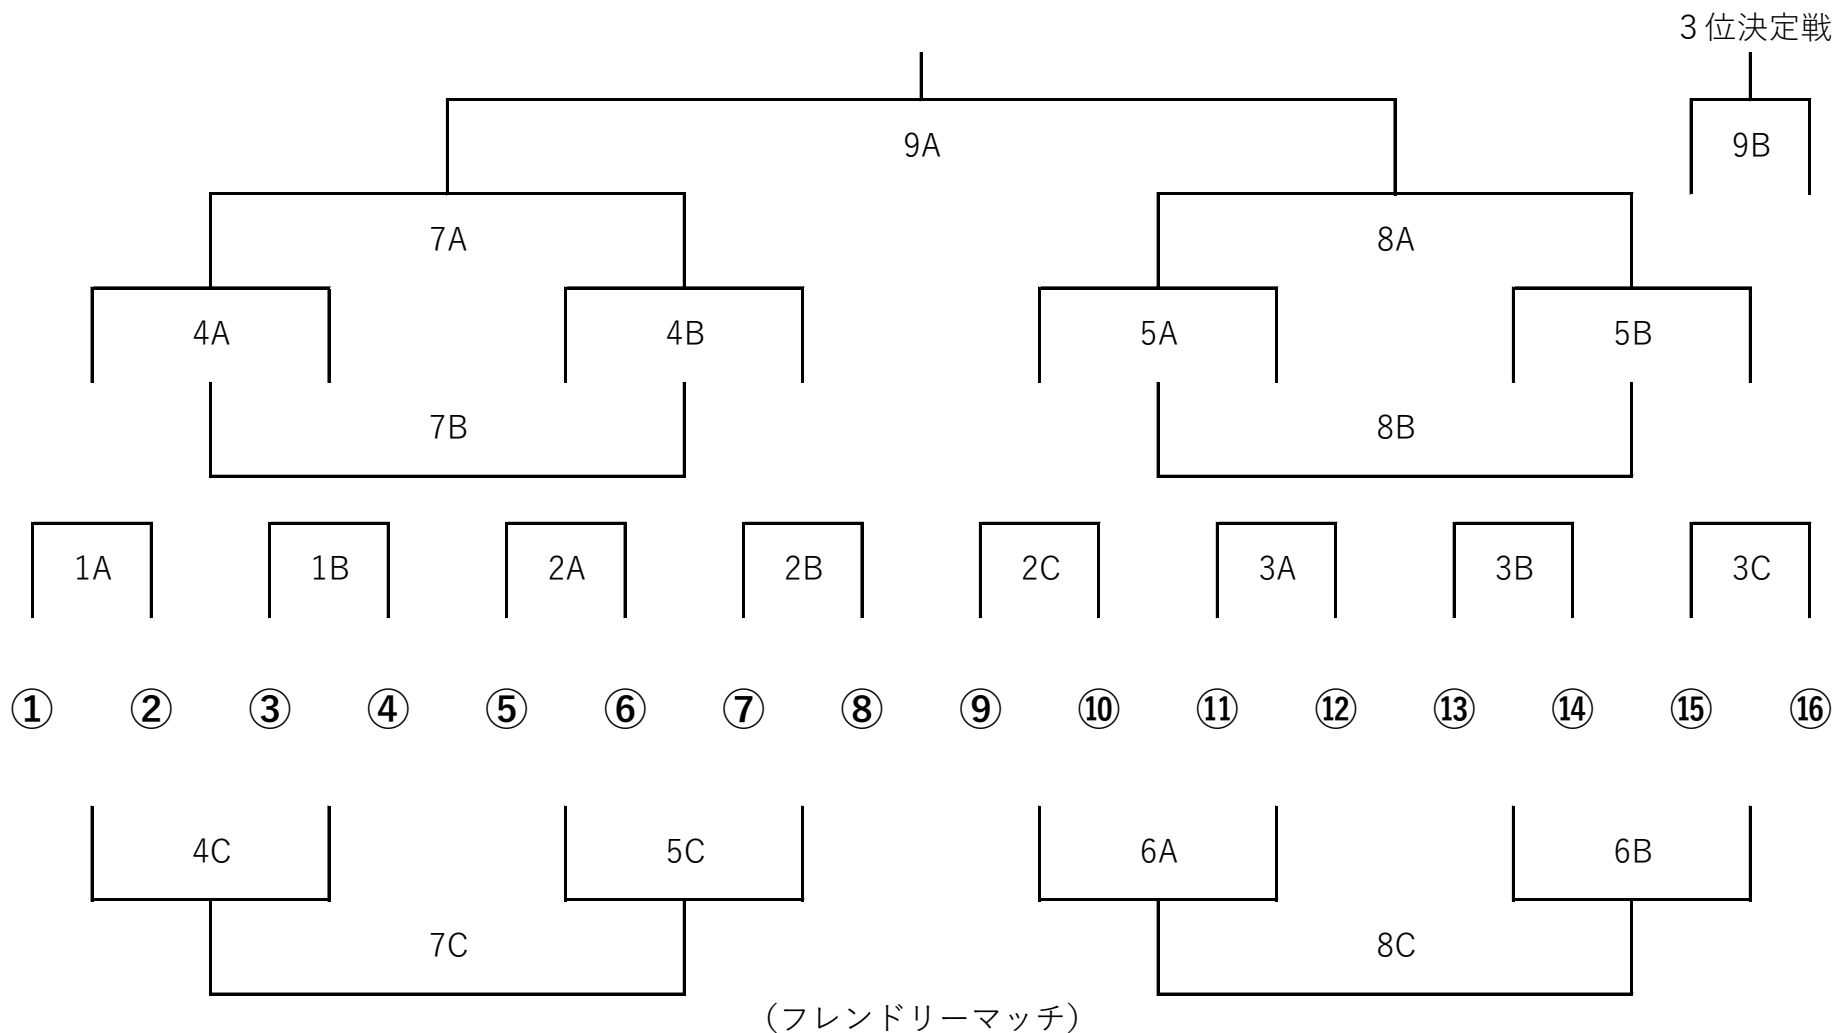 ３位決定戦
9A 9B
7A 8A
4A 4B 5A 5B
7B 8B
1A 1B 2A 2B 2C 3A 3B 3C
① ② ③ ④ ⑤ ⑥ ⑦ ⑧ ⑨ ⑩ ⑪ ⑫ ⑬ ⑭ ⑮ ⑯
4C 5C 6A 6B
7C 8C
（フレンドリーマッチ）